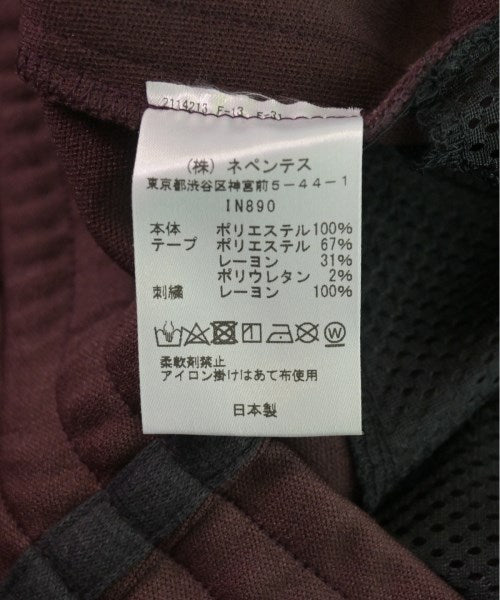 2114213
(株) ネペンテス
東京都渋谷区神宮前5-44-1
IN890
本体 ポリエステル 100%
テープ ポリエステル 67%
レーヨン 31%
ポリウレタン 2%
刺繍 レーヨン 100%
W
柔軟剤禁止
アイロン掛けはあて布使用
日本製